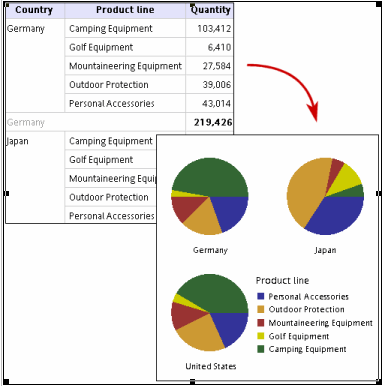 Country Product line Quantity
Germany Camping Equipment 103,412
Golf Equipment 6,410
Mountaineering Equipment 27,584
Outdoor Protection 39,006
Personal Accessories 43,014
Germany 219,426
Japan Camping Equipment
Golf Equipment
Mountaineering Equip
Outdoor Protection
Personal Accessories
Germany Japan
Product line
Personal Accessories
Outdoor Protection
Mountaineering Equipment
Golf Equipment
Camping Equipment
United States